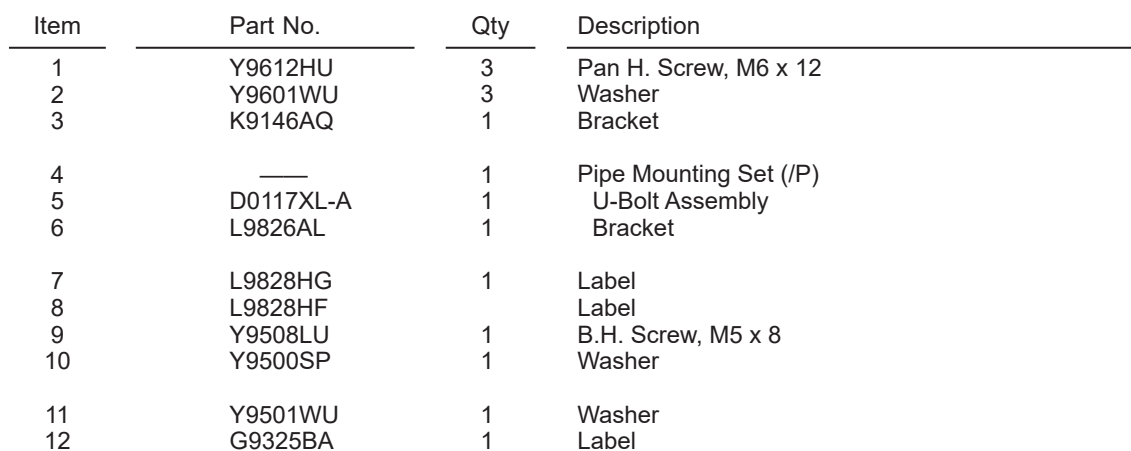 Item Part No. Qty Description
1 Y9612HU 3 Pan H. Screw, M6 x 12
2 Y9601WU 3 Washer
3 K9146AQ 1 Bracket
4 —— 1 Pipe Mounting Set (/P)
5 D0117XL-A 1 U-Bolt Assembly
6 L9826AL 1 Bracket
7 L9828HG 1 Label
8 L9828HF Label
9 Y9508LU 1 B.H. Screw, M5 x 8
10 Y9500SP 1 Washer
11 Y9501WU 1 Washer
12 G9325BA 1 Label